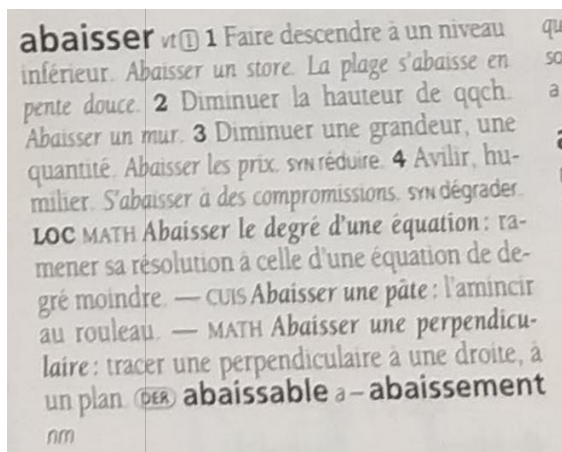 abaisser vt ① 1 Faire descendre à un niveau
inférieur. Abaisser un store. La plage s'abaisse en
pente douce. 2 Diminuer la hauteur de qqch.
Abaisser un mur. 3 Diminuer une grandeur, une
quantité. Abaisser les prix. SYN réduire. 4 Avilir, hu-
milier. S'abaisser à des compromissions. SYN dégrader.
LOC MATH Abaisser le degré d'une équation : ra-
mener sa résolution à celle d'une équation de de-
gré moindre. — CUIS Abaisser une pâte : l'amincir
au rouleau. — MATH Abaisser une perpendicu-
laire : tracer une perpendiculaire à une droite, à
un plan. DER abaissable a – abaissement
nm
qu
so
a